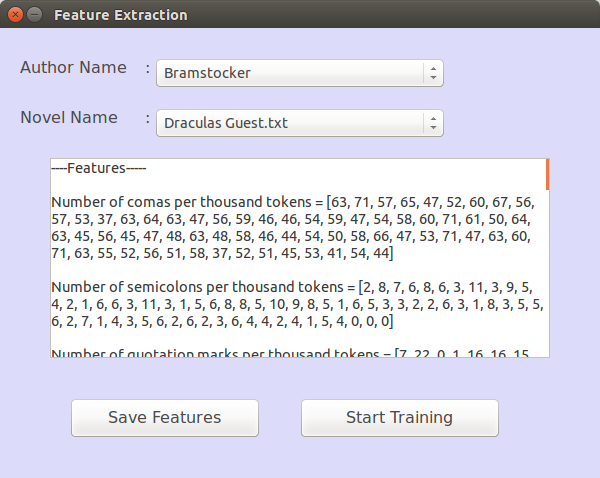 Feature Extraction
Author Name : Bramstocker
Novel Name : Draculas Guest.txt
----Features-----
Number of comas per thousand tokens = [63, 71, 57, 65, 47, 52, 60, 67, 56,
57, 53, 37, 63, 64, 63, 47, 56, 59, 46, 46, 54, 59, 47, 54, 58, 60, 71, 61, 50, 64,
63, 45, 56, 45, 47, 48, 63, 48, 58, 46, 44, 54, 50, 58, 66, 47, 53, 71, 47, 63, 60,
71, 63, 55, 52, 56, 51, 58, 37, 52, 51, 45, 53, 41, 54, 44]
Number of semicolons per thousand tokens = [2, 8, 7, 6, 8, 6, 3, 11, 3, 9, 5,
4, 2, 1, 6, 6, 3, 11, 3, 1, 5, 6, 8, 8, 5, 10, 9, 8, 5, 1, 6, 5, 3, 3, 2, 2, 6, 3, 1, 8, 3, 5, 5,
6, 2, 7, 1, 4, 3, 5, 6, 2, 6, 2, 3, 6, 4, 4, 2, 4, 1, 5, 4, 0, 0, 0]
Number of quotation marks per thousand tokens = [7, 22, 0, 1, 16, 16, 15,
Save Features
Start Training